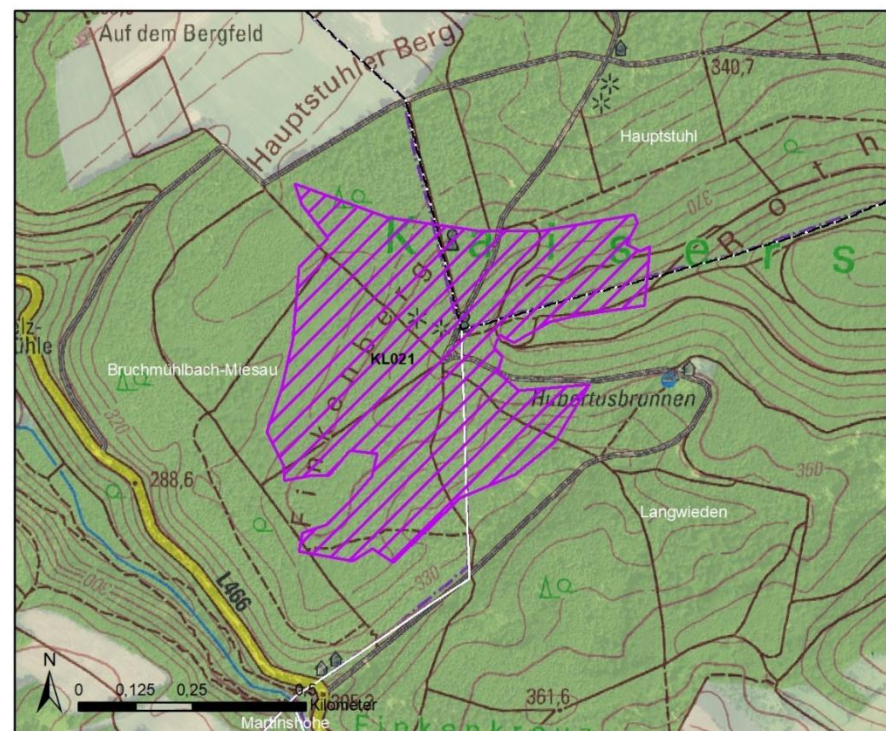 Auf dem Bergfeld
Hauptstuhler Berg
340,7
Hauptstuhl
370
Roth
Kaisers
Finkenberg
KL021
Bruchmühlbach-Miesau
Hubertusbrunnen
320
288,6
360
Langwieden
L466
300
330
N
0 0,125 0,25 0,5
Kilometer
361,6
Martinshöhe